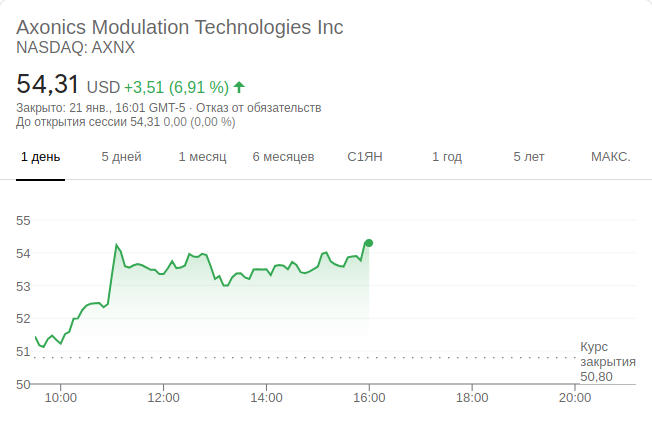 Axonics Modulation Technologies Inc
NASDAQ: AXNX
54,31 USD +3,51 (6,91 %)
Закрыто: 21 янв., 16:01 GMT-5 · Отказ от обязательств
До открытия сессии 54,31 0,00 (0,00 %)
1 день 5 дней 1 месяц 6 месяцев С1ЯН 1 год 5 лет МАКС.
55
54
53
52
51
50
Курс
закрытия
50,80
10:00 12:00 14:00 16:00 18:00 20:00